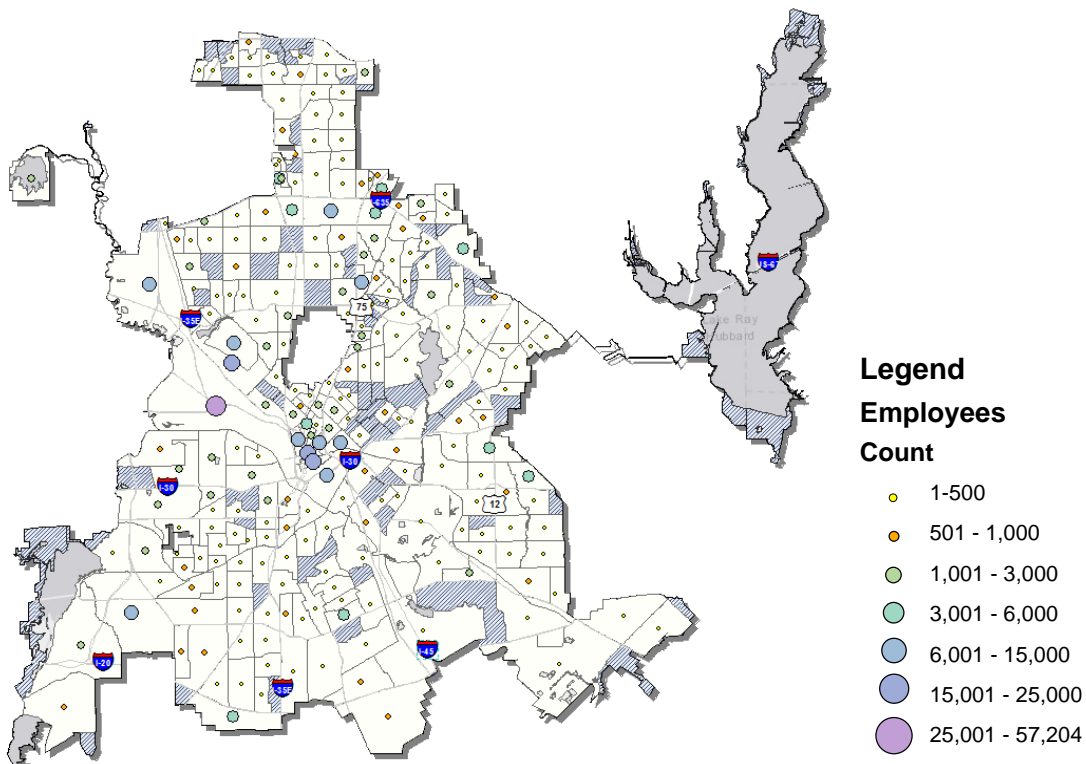 I-635
75
I-35E
Lake Ray
Hubbard
I-30
I-30
12
I-20
I-45
I-35E
Legend
Employees
Count
1-500
501 - 1,000
1,001 - 3,000
3,001 - 6,000
6,001 - 15,000
15,001 - 25,000
25,001 - 57,204